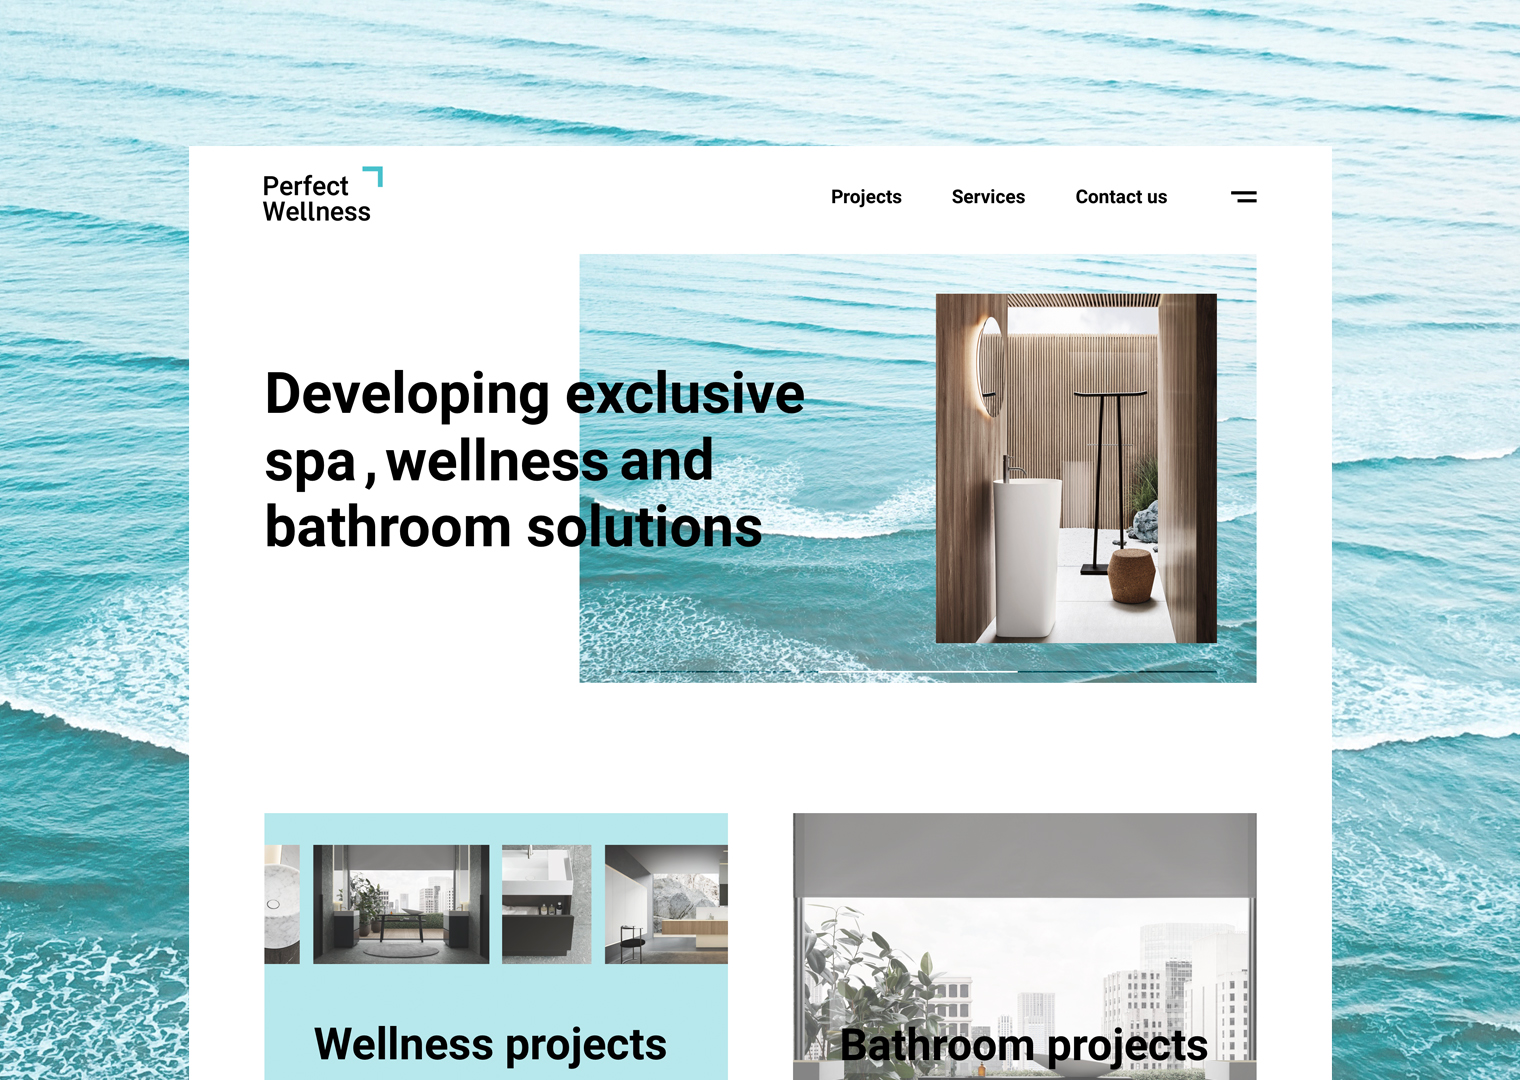 Perfect
Wellness
Projects
Services
Contact us
Developing exclusive
spa , wellness and
bathroom solutions
Wellness projects
Bathroom projects